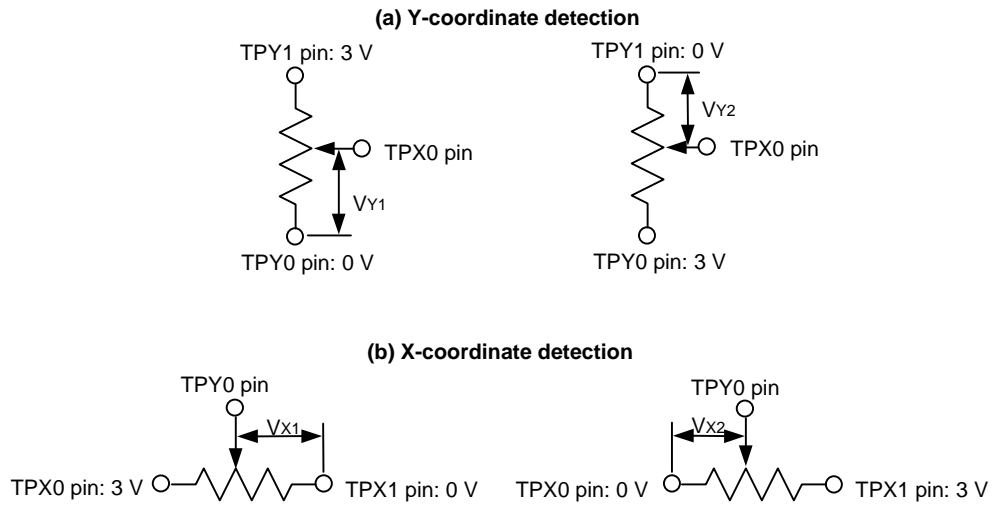 (a) Y-coordinate detection
TPY1 pin: 3 V
TPY1 pin: 0 V
VY2
TPX0 pin
TPX0 pin
VY1
TPY0 pin: 0 V
TPY0 pin: 3 V
(b) X-coordinate detection
TPY0 pin
TPY0 pin
VX1
VX2
TPX0 pin: 3 V
TPX1 pin: 0 V
TPX0 pin: 0 V
TPX1 pin: 3 V